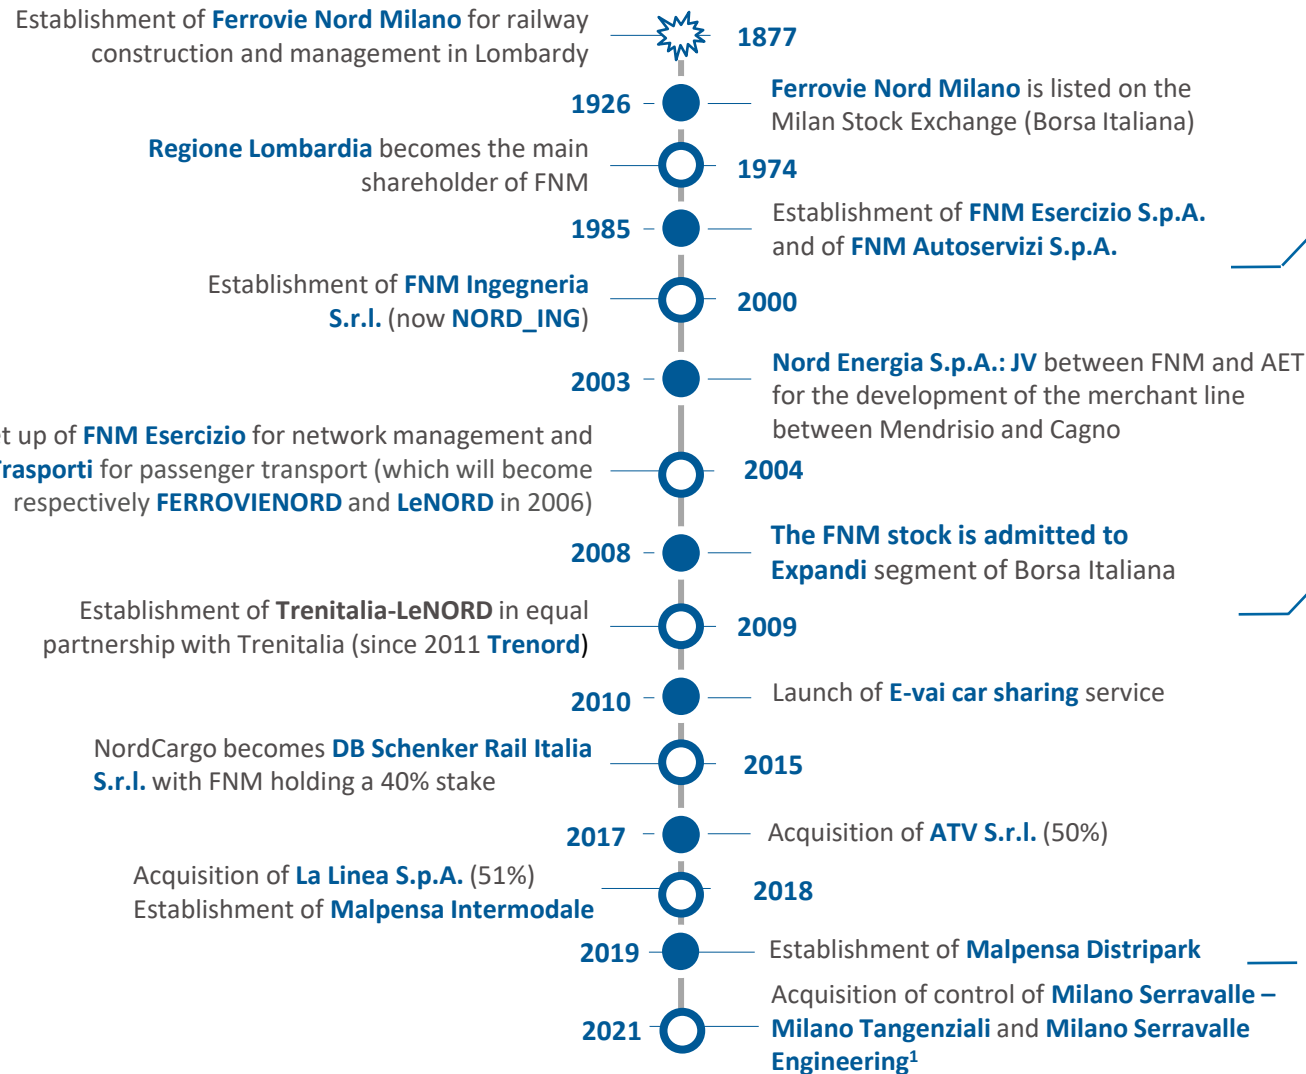 Establishment of Ferrovie Nord Milano for railway
construction and management in Lombardy
1877
1926
Ferrovie Nord Milano is listed on the
Milan Stock Exchange (Borsa Italiana)
Regione Lombardia becomes the main
shareholder of FNM
1974
1985
Establishment of FNM Esercizio S.p.A.
and of FNM Autoservizi S.p.A.
Establishment of FNM Ingegneria
S.r.l. (now NORD_ING)
2000
2003
Nord Energia S.p.A.: JV between FNM and AET
for the development of the merchant line
between Mendrisio and Cagno
up of FNM Esercizio for network management and
Trasporti for passenger transport (which will become
respectively FERROVIENORD and LeNORD in 2006)
2004
2008
The FNM stock is admitted to
Expandi segment of Borsa Italiana
Establishment of Trenitalia-LeNORD in equal
partnership with Trenitalia (since 2011 Trenord)
2009
2010
Launch of E-vai car sharing service
NordCargo becomes DB Schenker Rail Italia
S.r.l. with FNM holding a 40% stake
2015
2017
Acquisition of ATV S.r.l. (50%)
Acquisition of La Linea S.p.A. (51%)
Establishment of Malpensa Intermodale
2018
2019
Establishment of Malpensa Distripark
2021
Acquisition of control of Milano Serravalle –
Milano Tangenziali and Milano Serravalle
Engineering¹